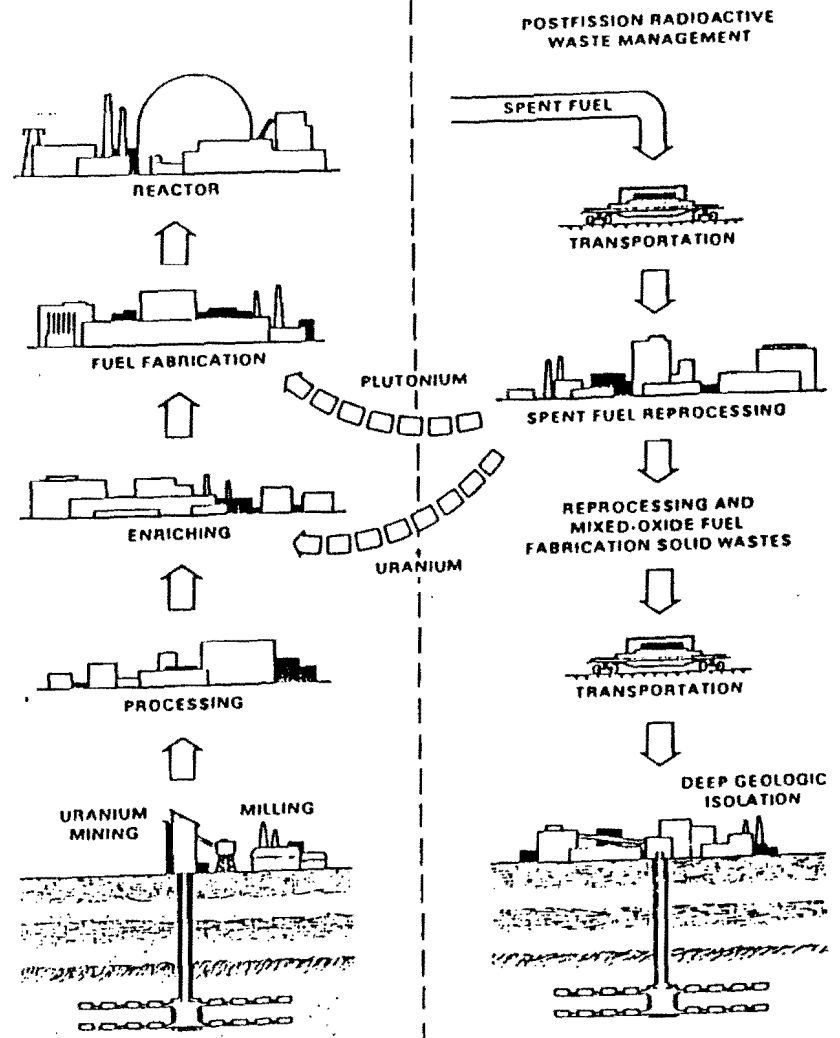 POSTFISSION RADIOACTIVE
WASTE MANAGEMENT
SPENT FUEL
REACTOR
TRANSPORTATION
FUEL FABRICATION
PLUTONIUM
SPENT FUEL REPROCESSING
ENRICHING
URANIUM
REPROCESSING AND
MIXED-OXIDE FUEL
FABRICATION SOLID WASTES
PROCESSING
TRANSPORTATION
URANIUM
MINING
MILLING
DEEP GEOLOGIC
ISOLATION